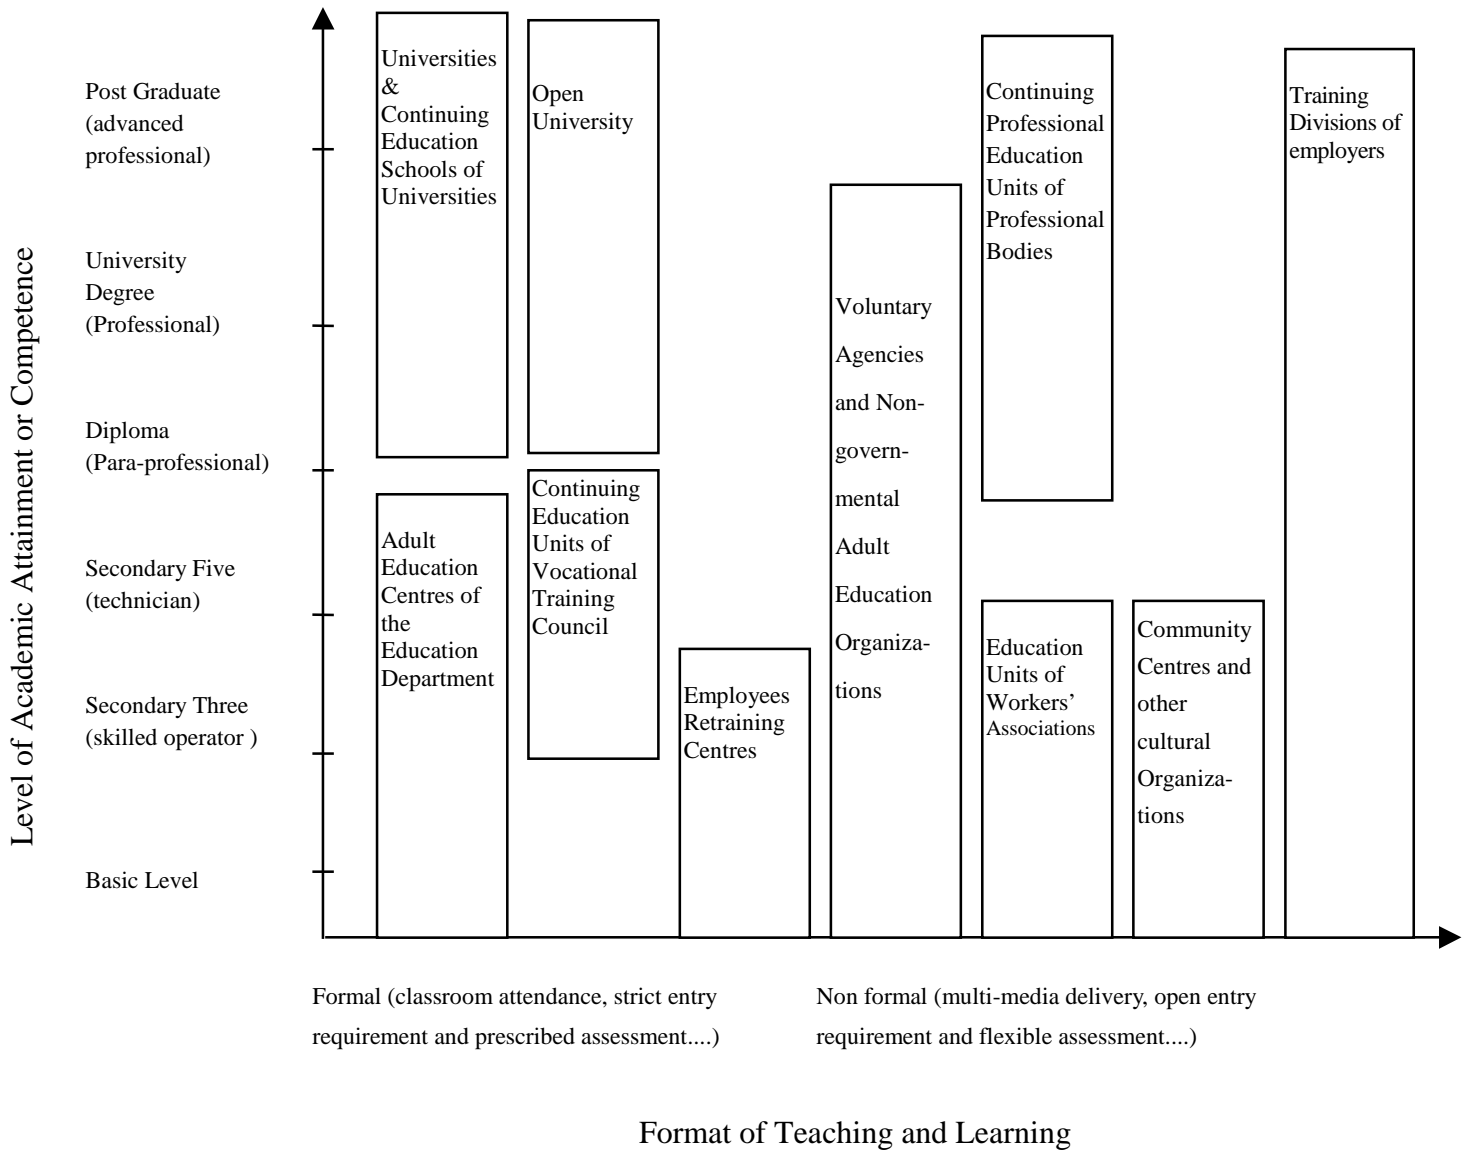 Level of Academic Attainment or Competence
Post Graduate
(advanced
professional)
University
Degree
(Professional)
Diploma
(Para-professional)
Secondary Five
(technician)
Secondary Three
(skilled operator )
Basic Level
Universities
&
Continuing
Education
Schools of
Universities
Adult
Education
Centres of
the
Education
Department
Open
University
Continuing
Education
Units of
Vocational
Training
Council
Employees
Retraining
Centres
Voluntary
Agencies
and Non-
govern-
mental
Adult
Education
Organiza-
tions
Continuing
Professional
Education
Units of
Professional
Bodies
Education
Units of
Workers’
Associations
Community
Centres and
other
cultural
Organiza-
tions
Training
Divisions of
employers
Formal (classroom attendance, strict entry
requirement and prescribed assessment....)
Non formal (multi-media delivery, open entry
requirement and flexible assessment....)
Format of Teaching and Learning